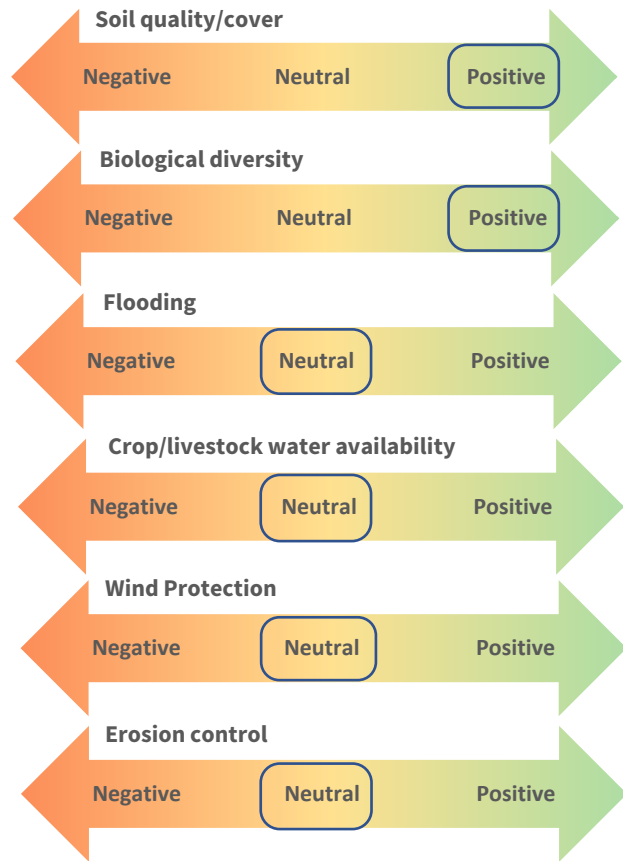 Soil quality/cover
Negative Neutral Positive
Biological diversity
Negative Neutral Positive
Flooding
Negative Neutral Positive
Crop/livestock water availability
Negative Neutral Positive
Wind Protection
Negative Neutral Positive
Erosion control
Negative Neutral Positive